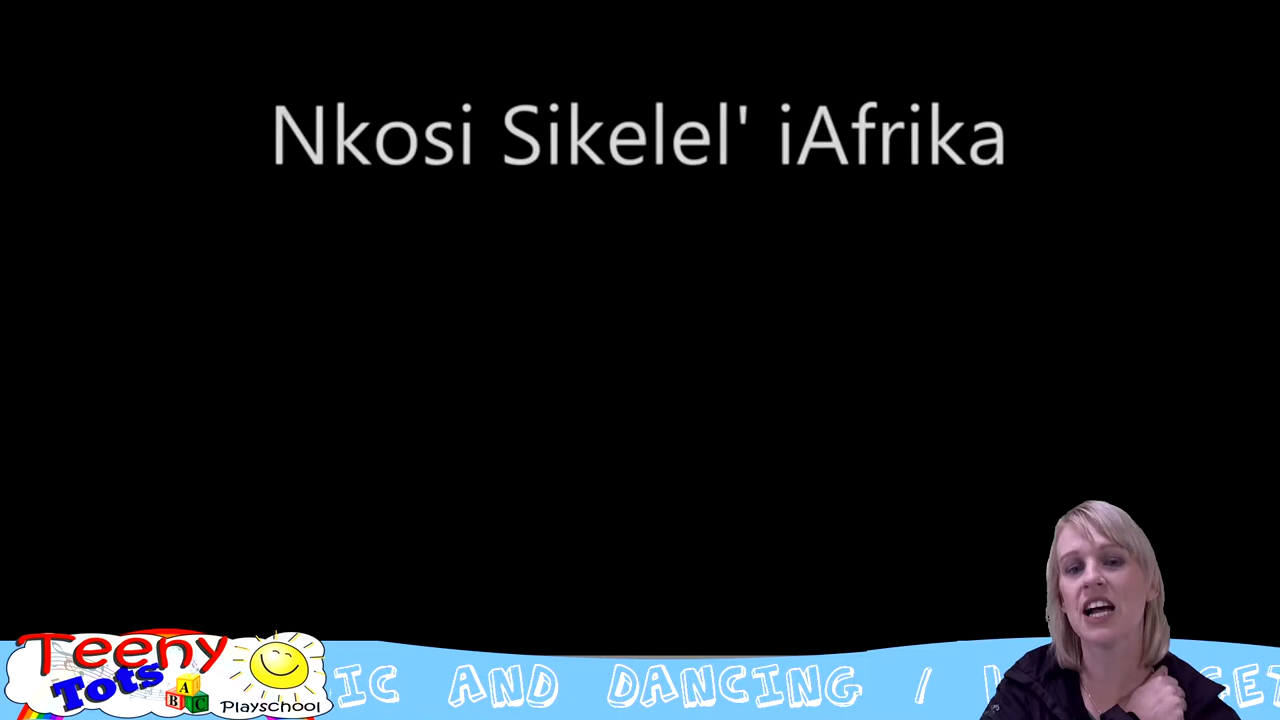 Nkosi Sikelel' iAfrika
Teeny
Tots
A
B C
Playschool
IC AND DANCING /